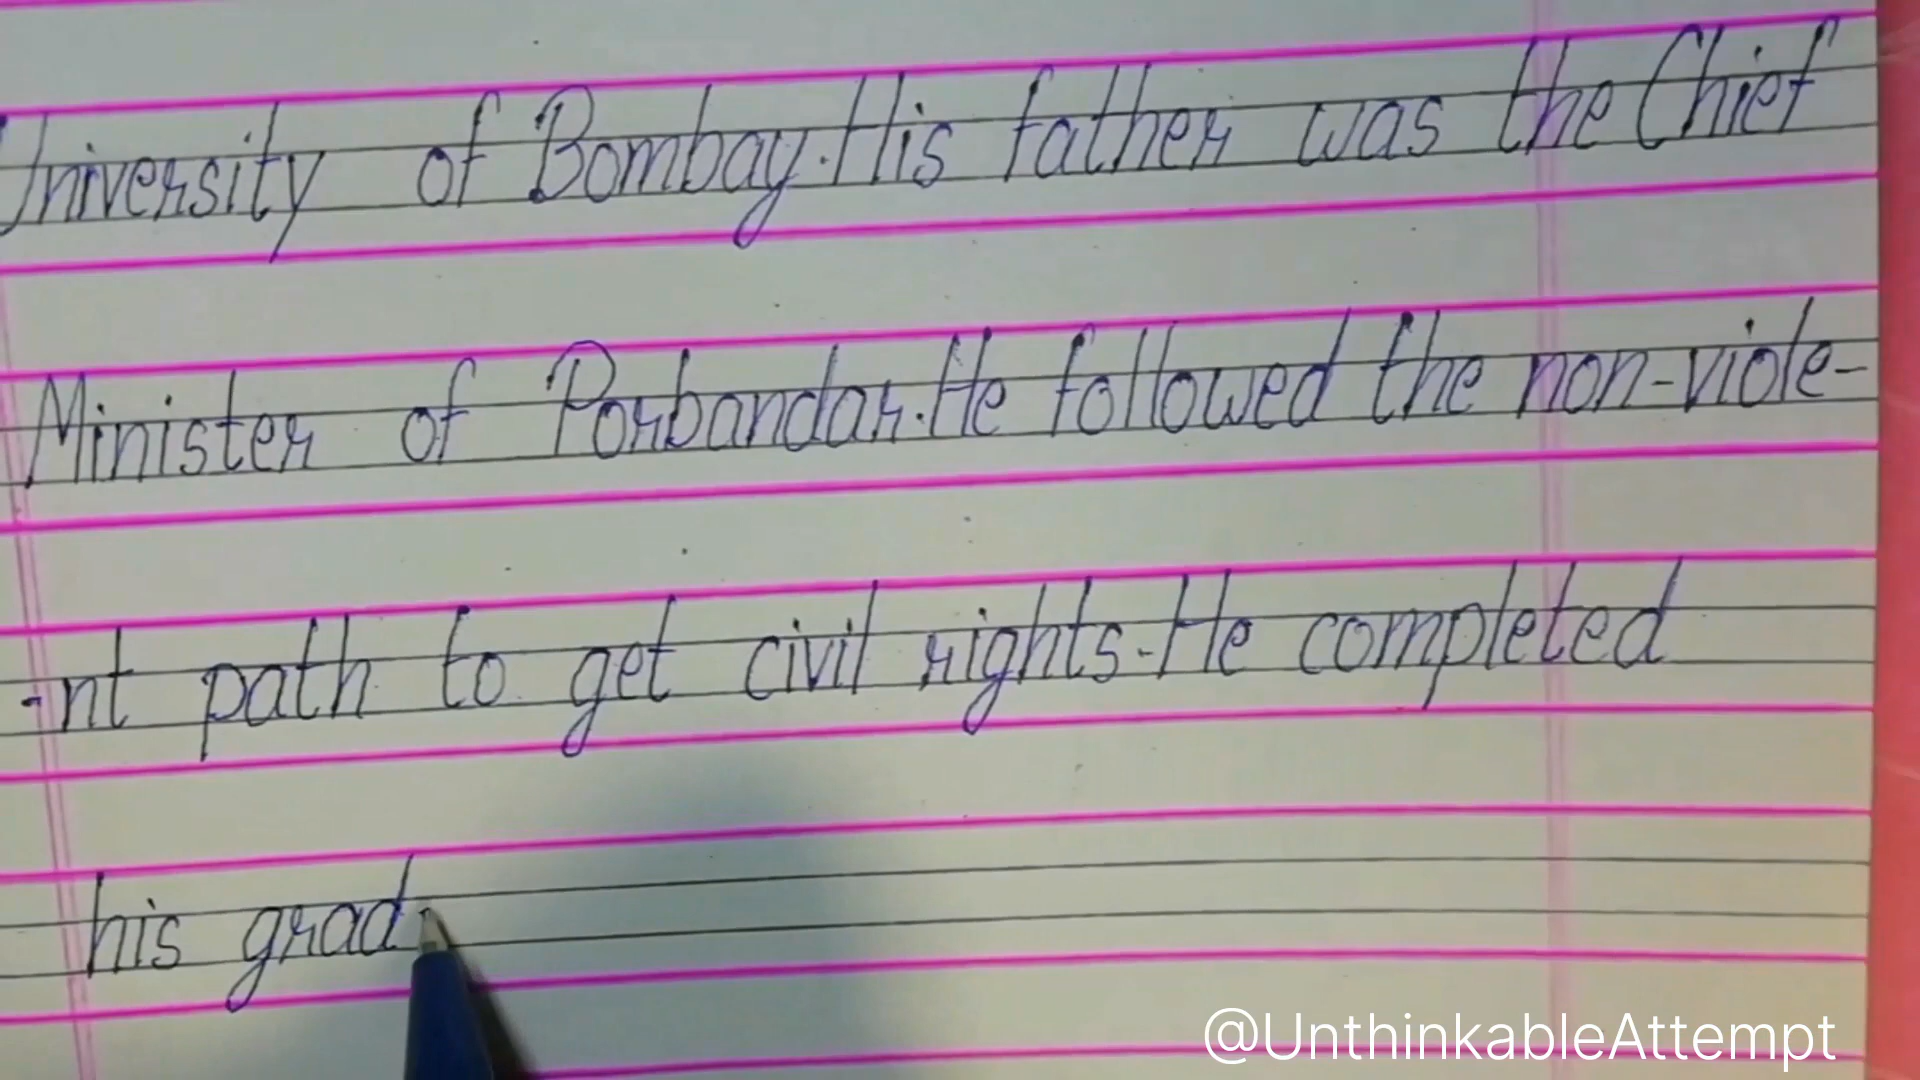 University of Bombay. His father was the Chief
Minister of Porbandar. He followed the non-viole-
-nt path to get civil rights. He completed
his grad
@UnthinkableAttempt